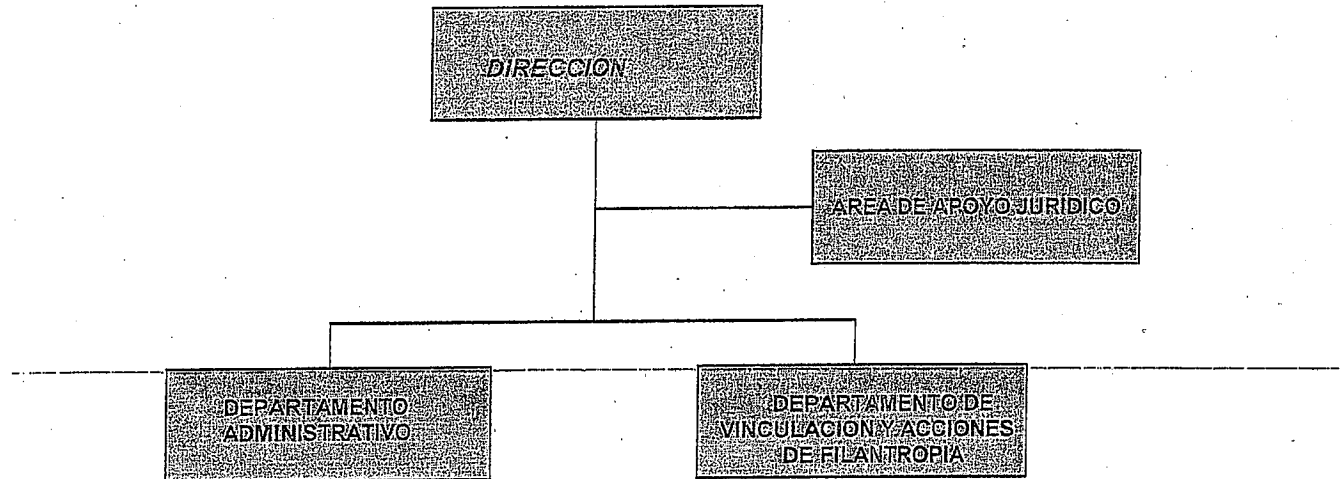 DIRECCION
AREA DE APOYO JURIDICO
DEPARTAMENTO
ADMINISTRATIVO
DEPARTAMENTO DE
VINCULACION Y ACCIONES
DE FILANTROPIA